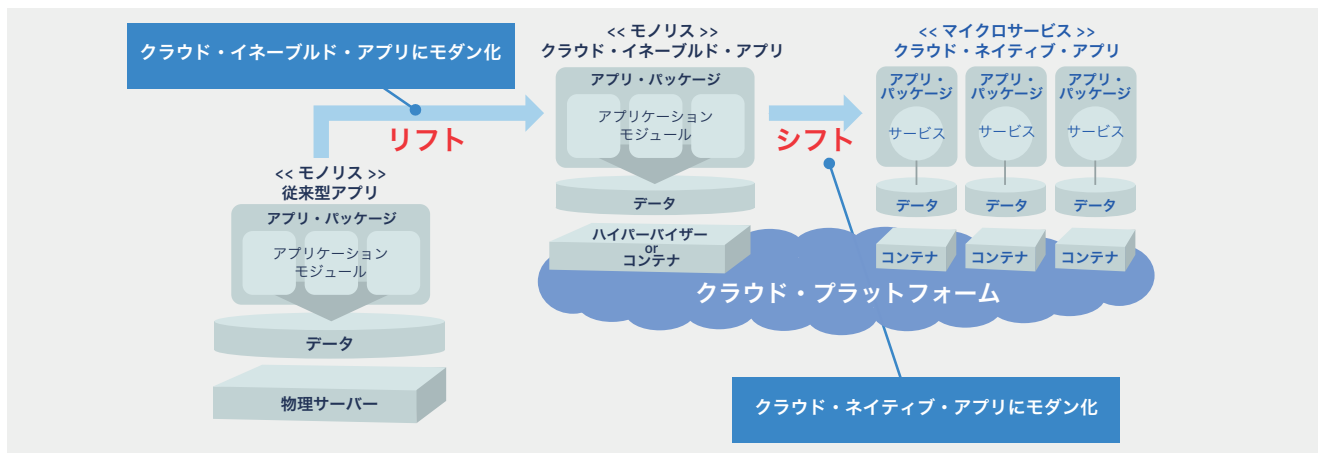 クラウド・イネーブルド・アプリにモダン化
リフト
<< モノリス >>
従来型アプリ
アプリ・パッケージ
アプリケーション
モジュール
データ
物理サーバー
<< モノリス >>
クラウド・イネーブルド・アプリ
アプリ・パッケージ
アプリケーション
モジュール
データ
ハイパーバイザー
or
コンテナ
シフト
<< マイクロサービス >>
クラウド・ネイティブ・アプリ
アプリ・
パッケージ
サービス
データ
コンテナ
アプリ・
パッケージ
サービス
データ
コンテナ
アプリ・
パッケージ
サービス
データ
コンテナ
クラウド・プラットフォーム
クラウド・ネイティブ・アプリにモダン化